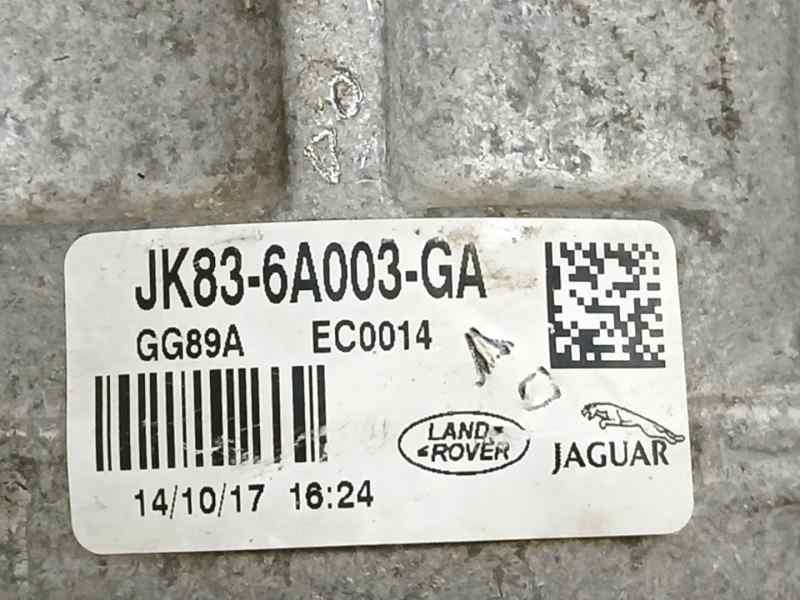 JK83-6A003-GA
GG89A EC0014
LAND ROVER
JAGUAR
14/10/17 16:24